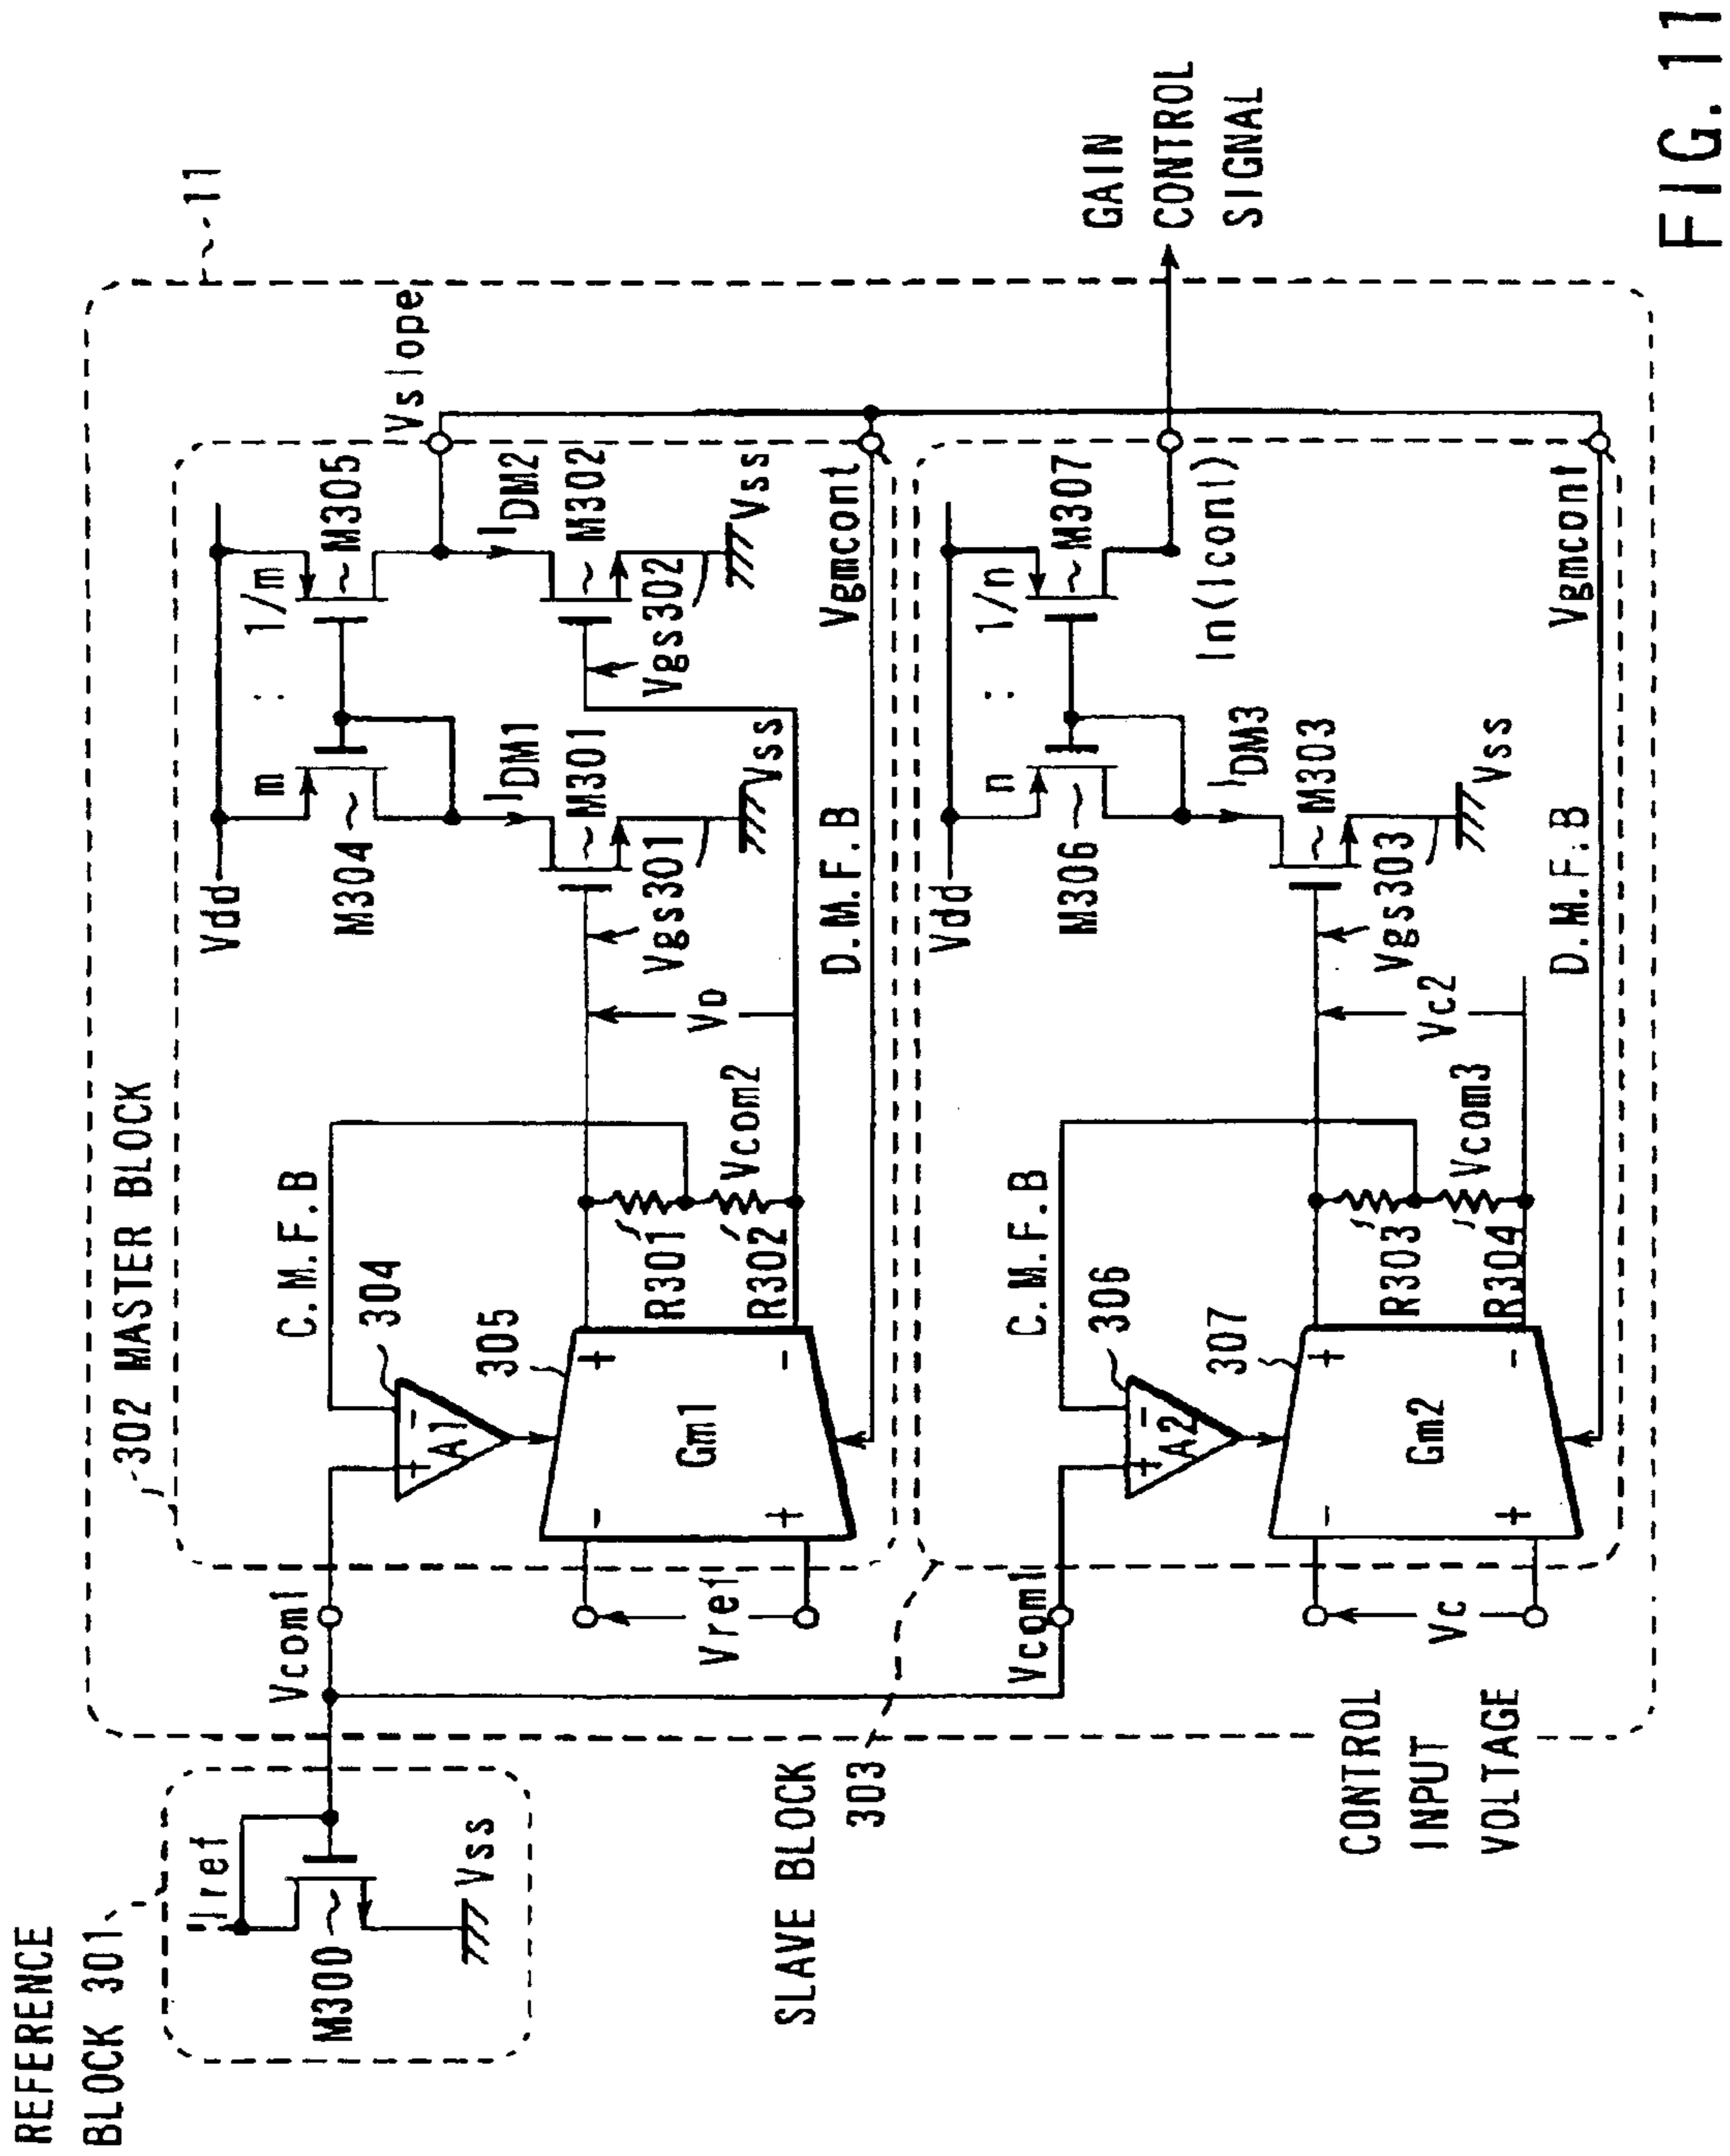 REFERENCE
BLOCK 301
Iref
M300
Vss
302 MASTER BLOCK
11
Vcom1
C.M.F.B
304
+
-
A1
305
Gm1
-
+
+
-
Vref
R301
R302
Vcom2
VD
Vdd
m : 1/m
M304
M305
IDM1
M301
Vgs301
Vss
IDM2
M302
Vgs302
Vss
Vslope
D.M.F.B
Vgmcont
SLAVE BLOCK
303
Vcom1
C.M.F.B
306
+
-
A2
307
Gm2
-
+
+
-
Vc
CONTROL
INPUT
VOLTAGE
R303
R304
Vcom3
Vc2
Vdd
n : 1/n
M306
M307
IDM3
M303
Vgs303
Vss
In(Icont)
D.M.F.B
Vgmcont
GAIN
CONTROL
SIGNAL
FIG. 11